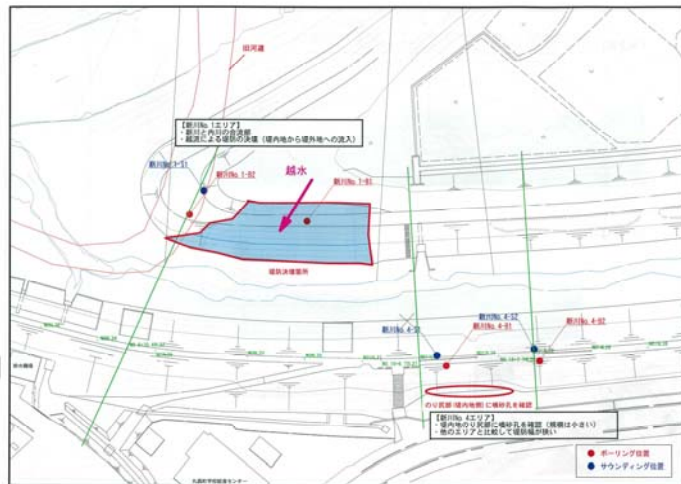 旧河道
【新川No.1エリア】
・新川と内川の合流部
・越流による堤防の決壊（堤内地から堤外地への流入）
新川No.1-S1
新川No.1-B2
越水
新川No.1-B1
堤防決壊箇所
新川No.4-S1
新川No.4-B1
新川No.4-S2
新川No.4-B2
のり尻部(堤内地側)に噴砂孔を確認
【新川No.4エリア】
・堤内地のり尻部に噴砂孔を確認（規模は小さい）
・他のエリアと比較して堤防幅が狭い
ボーリング位置
サウンディング位置